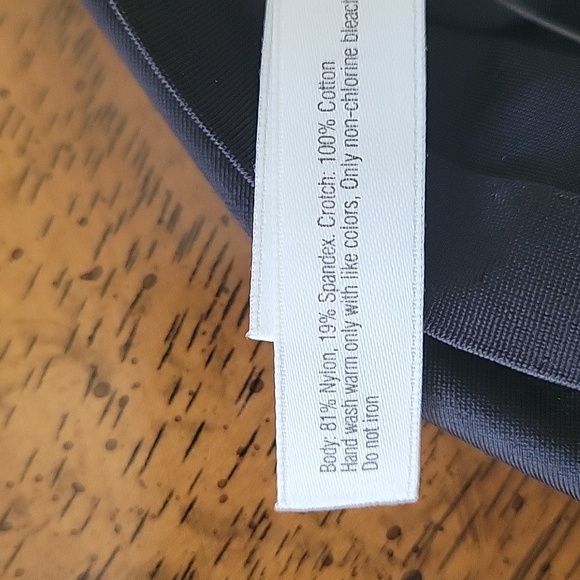 Body: 81% Nylon, 19% Spandex. Crotch: 100% Cotton
Hand wash warm only with like colors, Only non-chlorine bleach
Do not iron